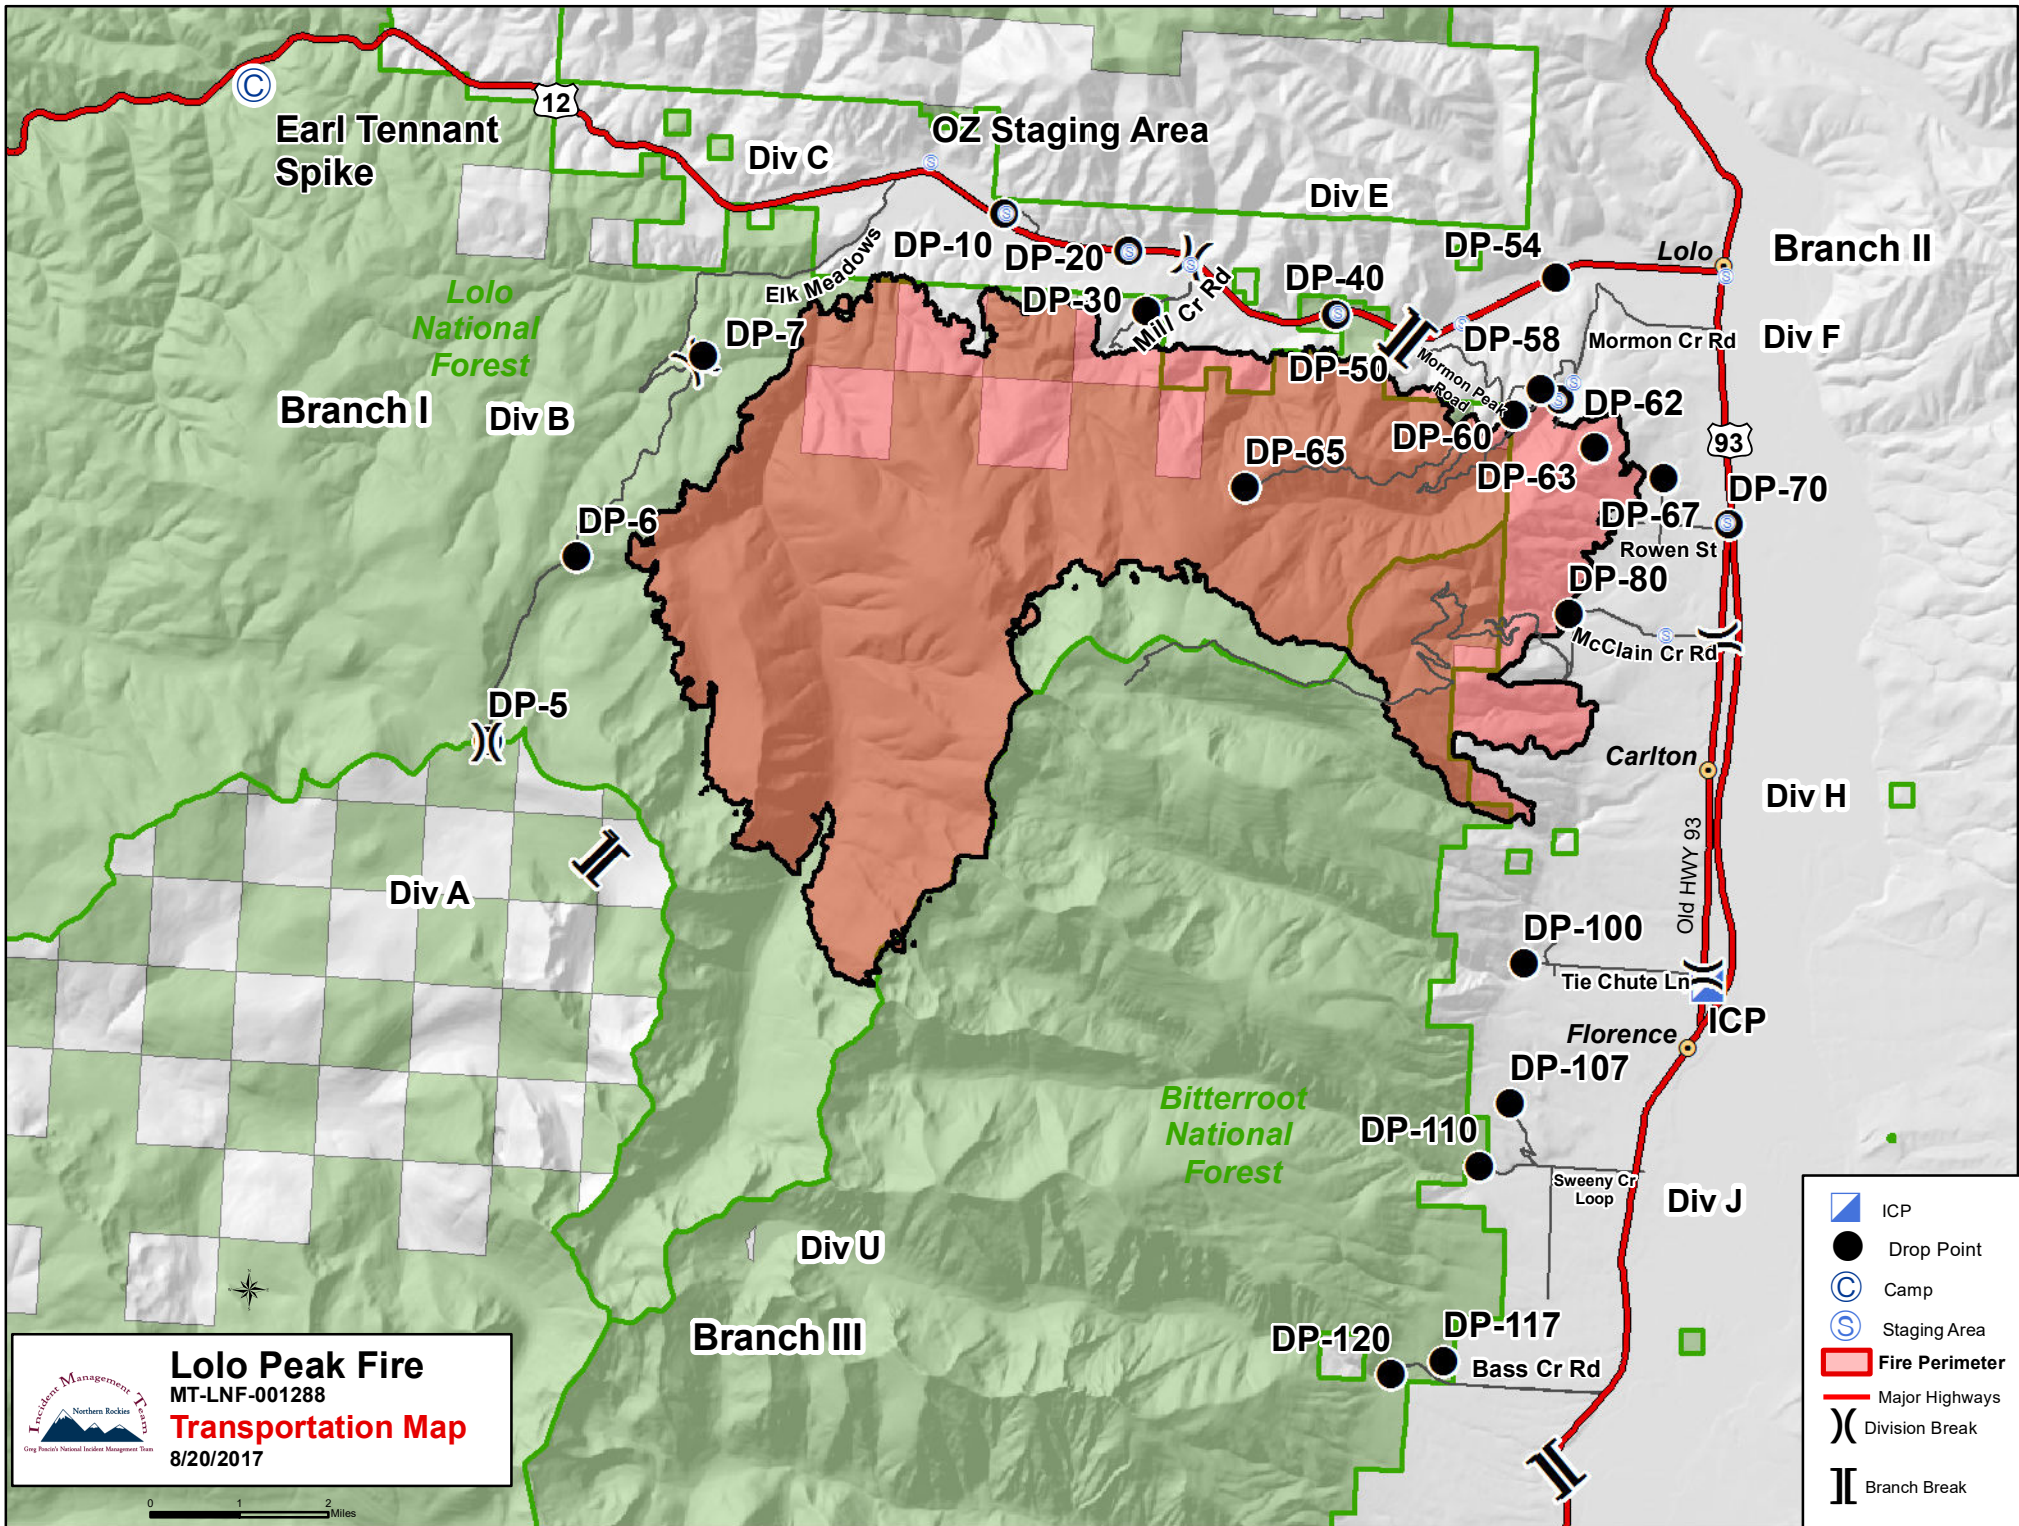 12
Earl Tennant
Spike
Div C
OZ Staging Area
Div E
DP-10
DP-20
DP-54
Lolo
Branch II
Elk Meadows
DP-30
Mill Cr Rd
DP-40
Lolo
National
Forest
DP-7
DP-50
DP-58
Mormon Cr Rd
Div F
Mormon Peak
Road
Branch I
Div B
DP-62
DP-60
93
DP-65
DP-63
DP-70
DP-6
DP-67
Rowen St
DP-80
McClain Cr Rd
DP-5
Carlton
Div H
Old HWY 93
Div A
DP-100
Tie Chute Ln
ICP
Florence
DP-107
Bitterroot
National
Forest
DP-110
Sweeny Cr
Loop
Div J
Div U
Branch III
DP-120
DP-117
Bass Cr Rd
ICP
Drop Point
C
Camp
S
Staging Area
Fire Perimeter
Major Highways
Division Break
Branch Break
Incident Management Team
Northern Rockies
Greg Poncin's National Incident Management Team
Lolo Peak Fire
MT-LNF-001288
Transportation Map
8/20/2017
0 1 2
Miles